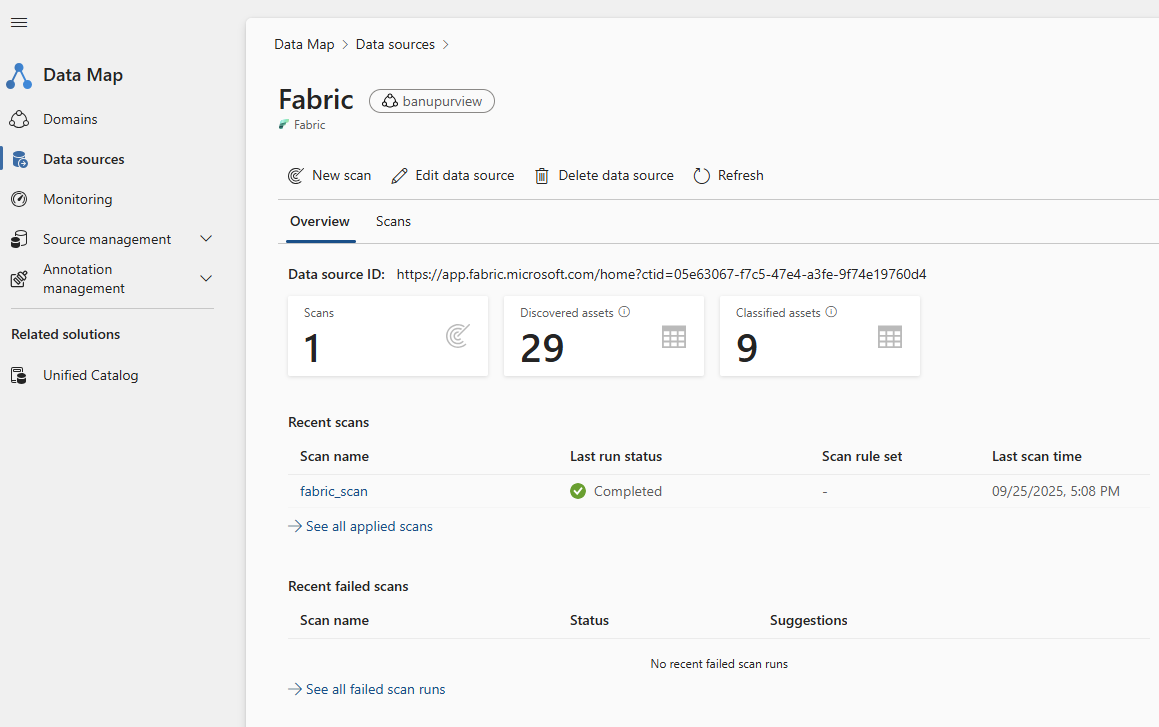 Data Map
Domains
Data sources
Monitoring
Source management
Annotation
management
Related solutions
Unified Catalog
Data Map > Data sources >
Fabric banupurview
Fabric
New scan Edit data source Delete data source Refresh
Overview Scans
Data source ID: https://app.fabric.microsoft.com/home?ctid=05e63067-f7c5-47e4-a3fe-9f74e19760d4
Scans Discovered assets Classified assets
1 29 9
Recent scans
Scan name Last run status Scan rule set Last scan time
fabric_scan Completed - 09/25/2025, 5:08 PM
See all applied scans
Recent failed scans
Scan name Status Suggestions
No recent failed scan runs
See all failed scan runs